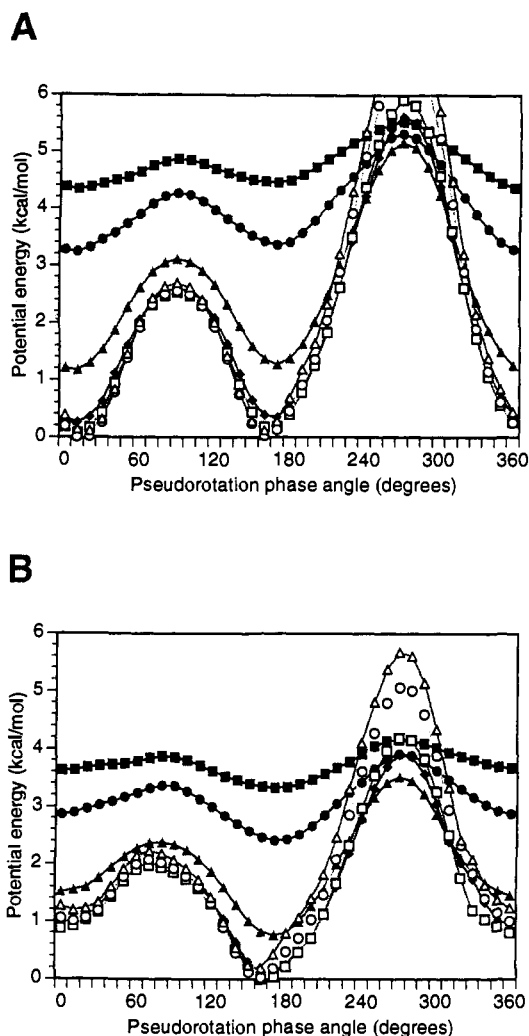 A
6
5
4
3
2
1
0
Potential energy (kcal/mol)
0 60 120 180 240 300 360
Pseudorotation phase angle (degrees)
B
6
5
4
3
2
1
0
Potential energy (kcal/mol)
0 60 120 180 240 300 360
Pseudorotation phase angle (degrees)